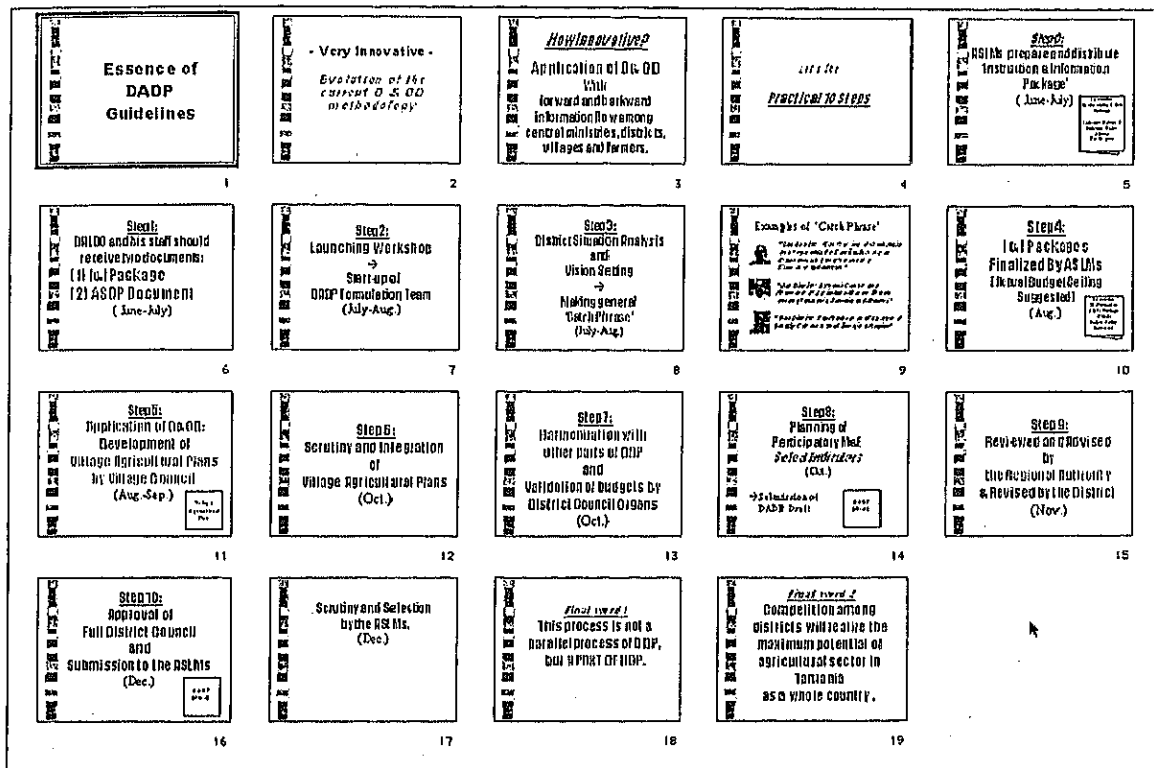 Essence of
DADP
Guidelines
1
- Very Innovative -
Evolution of the
current O & OD
methodology
2
How innovative?
Application of O&OD
With
forward and backward
information flow among
central ministries, districts,
villages and farmers.
3
Practical 10 steps
4
Step0:
ASLMs prepare and distribute
'Instruction & Information
Package'
(June-July)
5
Step1:
DALDO and his staff should
receive two documents:
(1) I&I Package
(2) ASDP Document
(June-July)
6
Step2:
Launching Workshop
→
Start-up of
DADP Formulation Team
(July-Aug.)
7
Step3:
District Situation Analysis
and
Vision Setting
→
Making general
'Catch Phrase'
(July-Aug.)
8
Examples of 'Catch Phrase'
9
Step4:
I & I Packages
Finalized By ASLMs
(Actual Budget Ceiling
Suggested)
(Aug.)
10
Step5:
Application of O&OD:
Development of
Village Agricultural Plans
by Village Council
(Aug.-Sep.)
11
Step 6:
Scrutiny and Integration
of
Village Agricultural Plans
(Oct.)
12
Step7:
Harmonization with
other parts of DDP
and
Validation of Budgets by
District Council Organs
(Oct.)
13
Step8:
Planning of
Participatory M&E
Select Indicators
(Oct.)
→Submission of
DADP Draft
14
Step 9:
Reviewed and Advised
by
the Regional Authority
& Revised by the District
(Nov.)
15
Step10:
Approval of
Full District Council
and
Submission to the ASLMs
(Dec.)
16
Scrutiny and Selection
by the ASLMs.
(Dec.)
17
Final word 1
This process is not a
parallel process of DDP,
but A PART OF DDP.
18
Final word 2
Competition among
districts will realize the
maximum potential of
agricultural sector in
Tanzania
as a whole country.
19